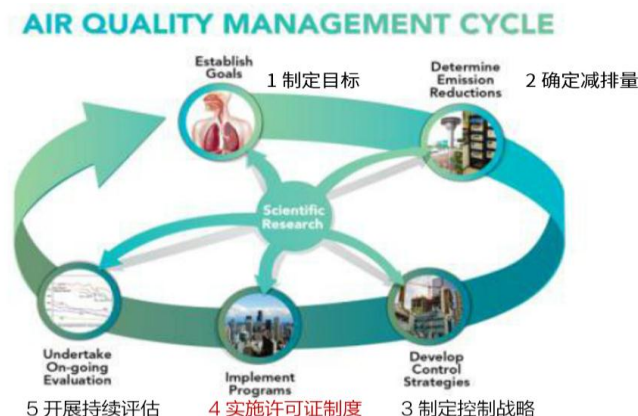 AIR QUALITY MANAGEMENT CYCLE
Establish
Goals
1 制定目标
Determine
Emission
Reductions
2 确定减排量
Scientific
Research
Undertake
On-going
Evaluation
5 开展持续评估
Implement
Programs
4 实施许可证制度
Develop
Control
Strategies
3 制定控制战略